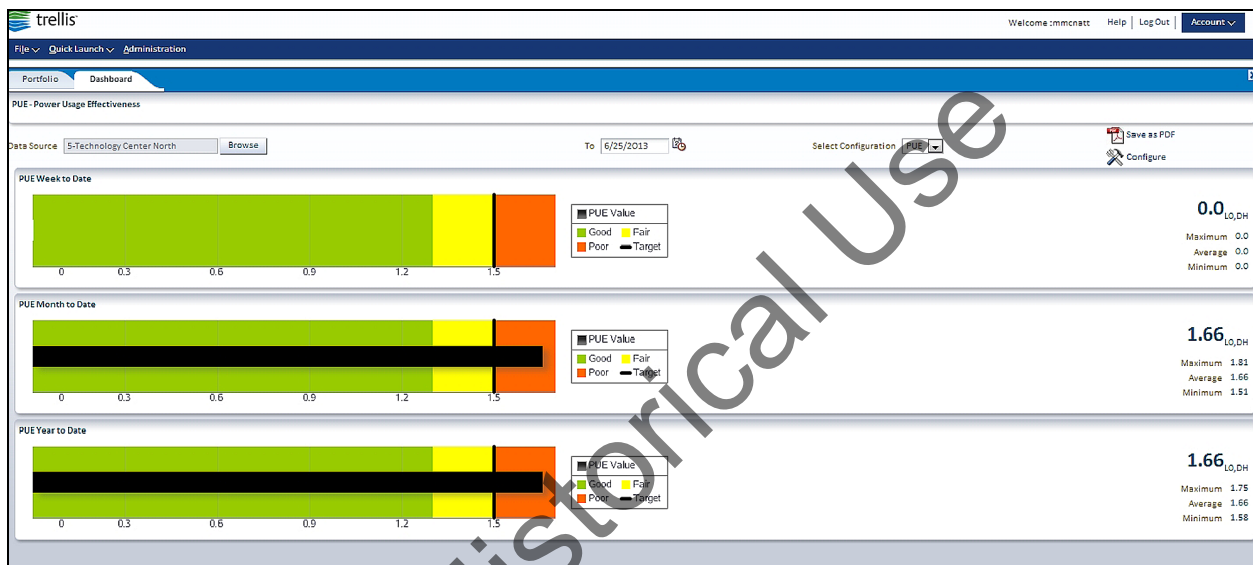 trellis
Welcome :mmcnatt Help Log Out Account
File Quick Launch Administration
Portfolio Dashboard
PUE - Power Usage Effectiveness
Data Source 5-Technology Center North Browse To 6/25/2013 Select Configuration PUE Save as PDF
Configure
PUE Week to Date
PUE Value
Good Fair
Poor Target
0 0.3 0.6 0.9 1.2 1.5
0.0 LO,DH
Maximum 0.0
Average 0.0
Minimum 0.0
PUE Month to Date
PUE Value
Good Fair
Poor Target
0 0.3 0.6 0.9 1.2 1.5
1.66 LO,DH
Maximum 1.81
Average 1.66
Minimum 1.51
PUE Year to Date
PUE Value
Good Fair
Poor Target
0 0.3 0.6 0.9 1.2 1.5
1.66 LO,DH
Maximum 1.75
Average 1.66
Minimum 1.58
Historical Use